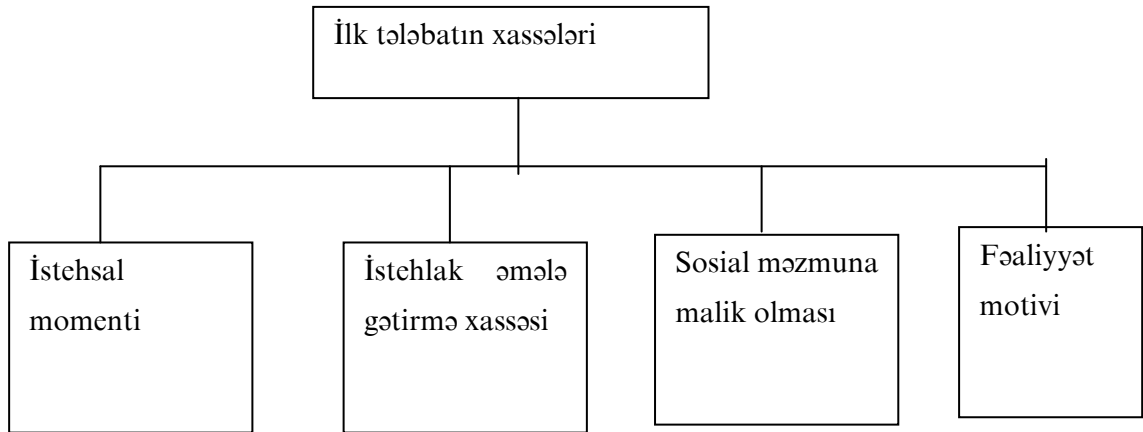 İlk tələbatın xassələri
İstehsal
momenti
İstehlak əmələ
gətirmə xassəsi
Sosial məzmuna
malik olması
Fəaliyyət
motivi